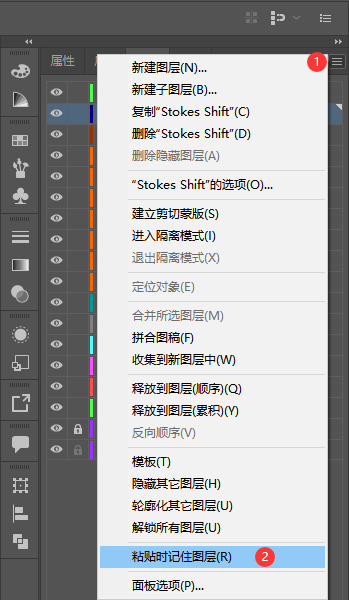 属性
1
新建图层(N)...
新建子图层(B)...
复制“Stokes Shift”(C)
删除“Stokes Shift”(D)
删除隐藏图层(A)
“Stokes Shift”的选项(O)...
建立剪切蒙版(S)
进入隔离模式(I)
退出隔离模式(X)
定位对象(E)
合并所选图层(M)
拼合图稿(F)
收集到新图层中(W)
释放到图层(顺序)(Q)
释放到图层(累积)(Y)
反向顺序(V)
模板(T)
隐藏其它图层(H)
轮廓化其它图层(U)
解锁所有图层(U)
粘贴时记住图层(R) 2
面板选项(P)...